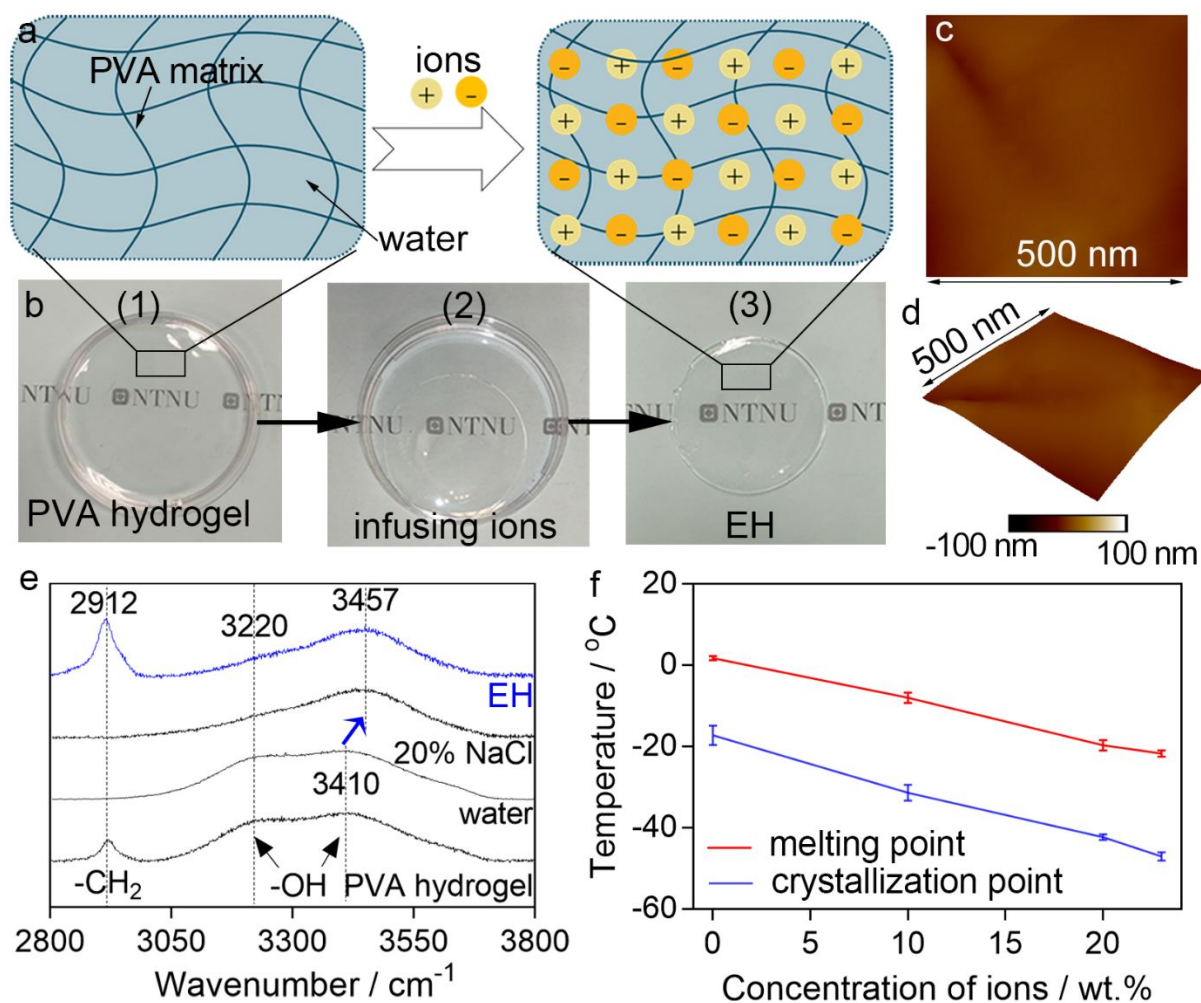 a
PVA matrix
ions
+ -
water
- + - + - +
+ - + - + -
- + - + - +
+ - + - + -
c
500 nm
d
500 nm
-100 nm
100 nm
b
(1)
NTNU NTNU
PVA hydrogel
(2)
NTNU NTNU
infusing ions
(3)
NTNU NTNU
EH
e
2912
3220
3457
EH
20% NaCl
3410
water
-CH₂
-OH
PVA hydrogel
2800 3050 3300 3550 3800
Wavenumber / cm⁻¹
f
20
0
-20
-40
-60
Temperature / °C
melting point
crystallization point
0 5 10 15 20
Concentration of ions / wt.%